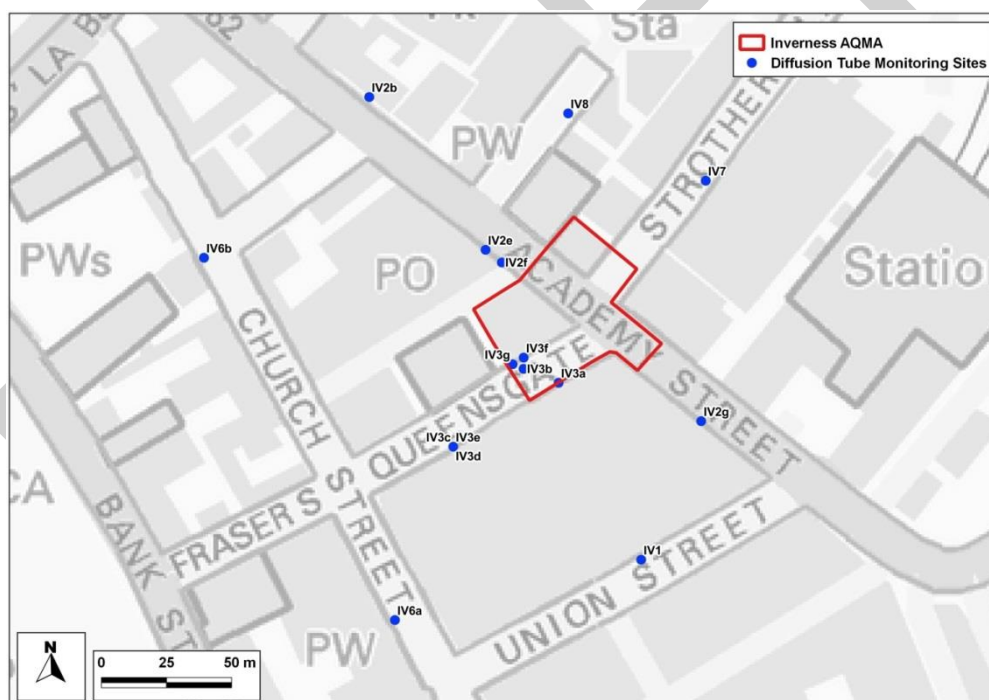 Inverness AQMA
Diffusion Tube Monitoring Sites
Sta
IV2b
IV8
PW
STROTHER
IV7
IV2e
IV2f
IV6b
PWs
PO
ACADEMY STREET
Statio
IV3f
IV3g
IV3b
IV3a
QUEENSGATE
CHURCH STREET
IV2g
IV3c IV3e
IV3d
CA
BANK ST
FRASERS
UNION STREET
IV1
IV6a
PW
N
0 25 50 m